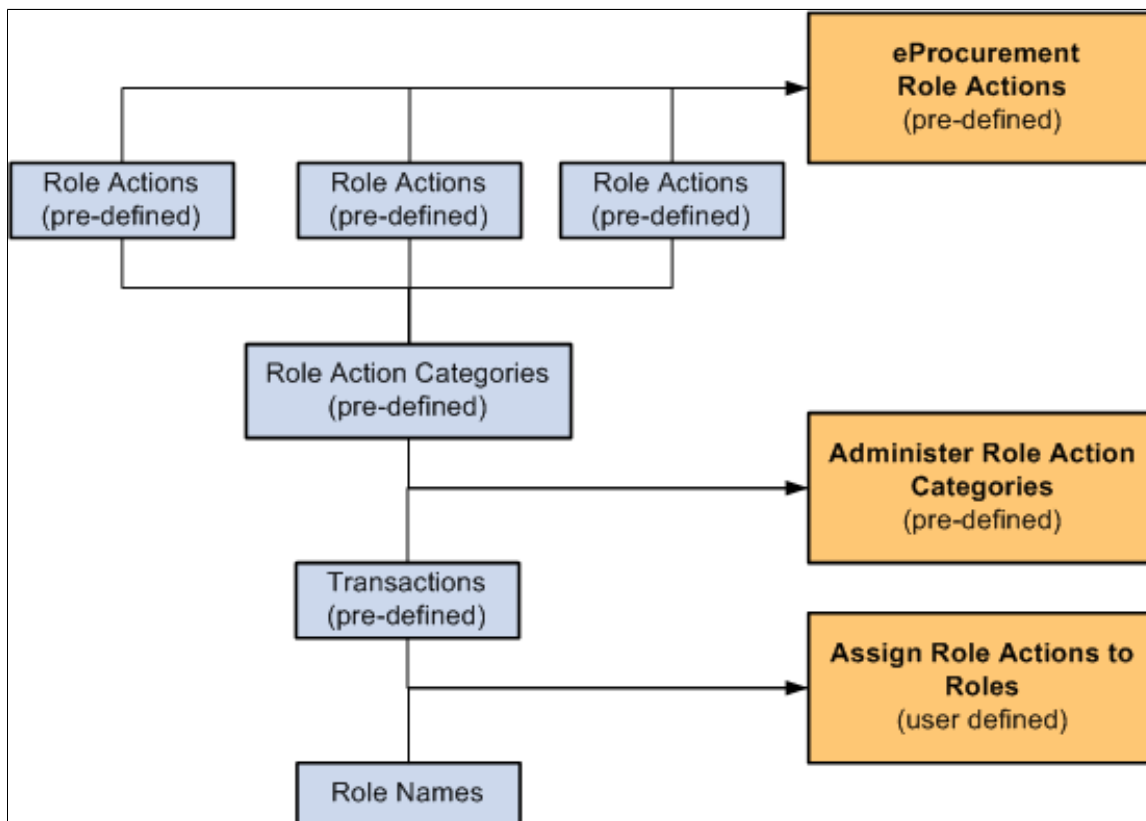 eProcurement
Role Actions
(pre-defined)
Role Actions
(pre-defined)
Role Actions
(pre-defined)
Role Actions
(pre-defined)
Role Action Categories
(pre-defined)
Administer Role Action
Categories
(pre-defined)
Transactions
(pre-defined)
Assign Role Actions to
Roles
(user defined)
Role Names